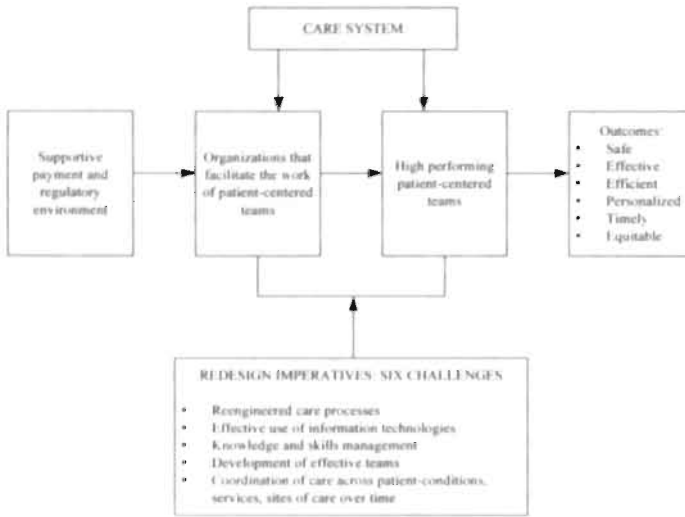 CARE SYSTEM
Supportive
payment and
regulatory
environment
Organizations that
facilitate the work
of patient-centered
teams
High performing
patient-centered
teams
Outcomes:
• Safe
• Effective
• Efficient
• Personalized
• Timely
• Equitable
REDESIGN IMPERATIVES: SIX CHALLENGES
• Reengineered care processes
• Effective use of information technologies
• Knowledge and skills management
• Development of effective teams
• Coordination of care across patient-conditions,
services, sites of care over time